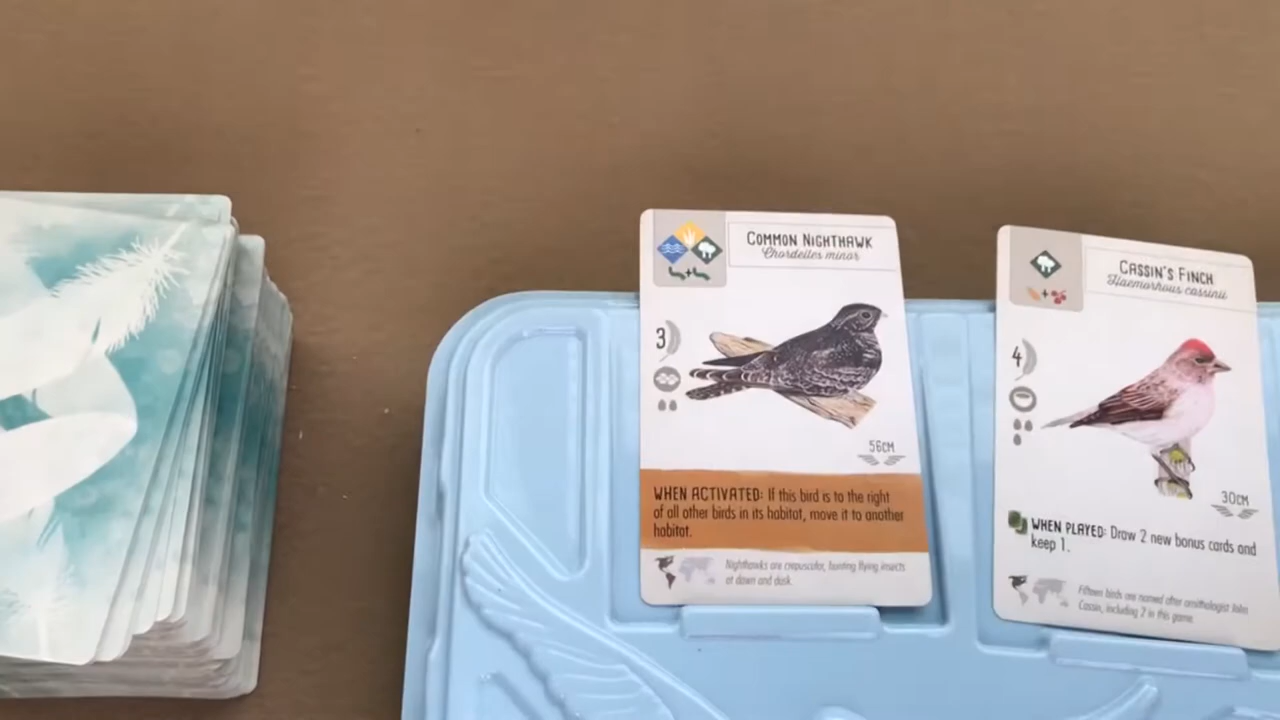 COMMON NIGHTHAWK
Chordeiles minor
3
56CM
WHEN ACTIVATED: If this bird is to the right
of all other birds in its habitat, move it to another
habitat.
Nighthawks are crepuscular, hunting flying insects
at dawn and dusk.
CASSIN'S FINCH
Haemorhous cassinii
4
30CM
WHEN PLAYED: Draw 2 new bonus cards and
keep 1.
Fifteen birds are named after ornithologist John
Cassin, including 2 in this game.